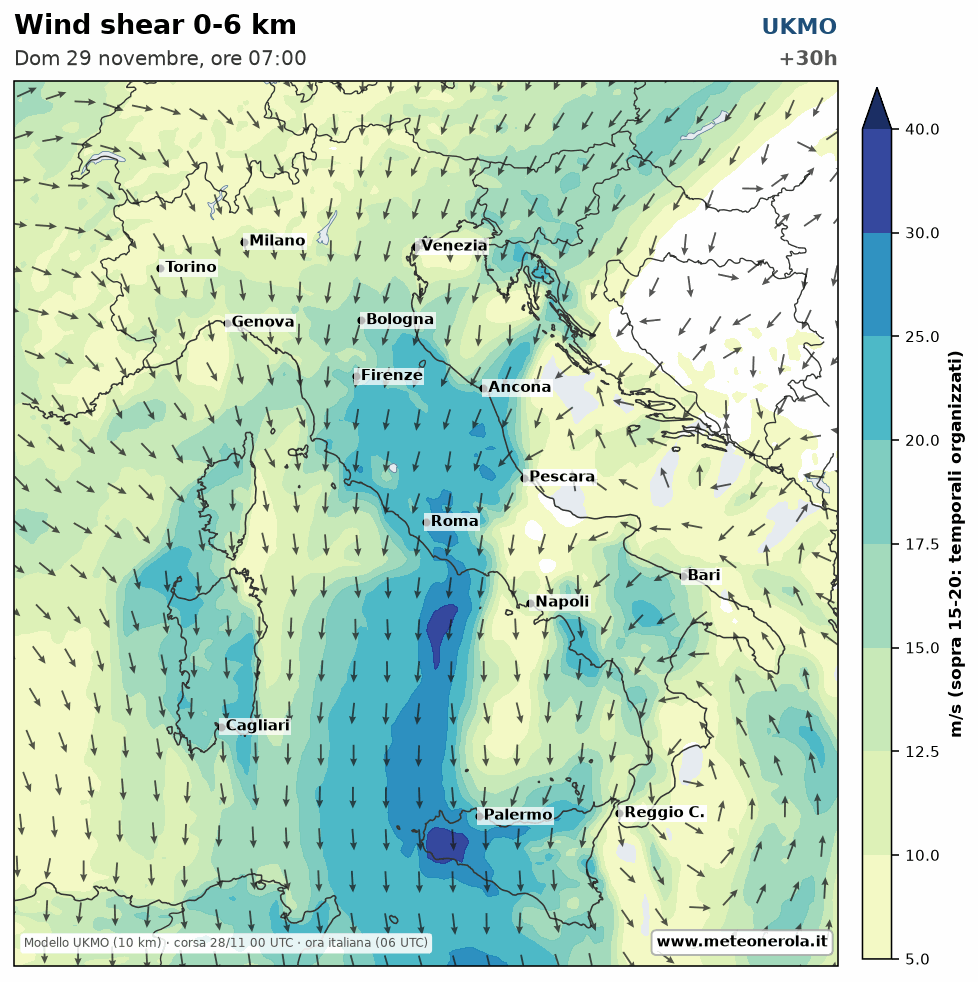 Wind shear 0-6 km
UKMO
Dom 29 novembre, ore 07:00
+30h
40.0
30.0
25.0
20.0
17.5
15.0
12.5
10.0
5.0
m/s (sopra 15-20: temporali organizzati)
Milano
Venezia
Torino
Genova
Bologna
Firenze
Ancona
Pescara
Roma
Bari
Napoli
Cagliari
Palermo
Reggio C.
Modello UKMO (10 km) · corsa 28/11 00 UTC · ora italiana (06 UTC)
www.meteonerola.it